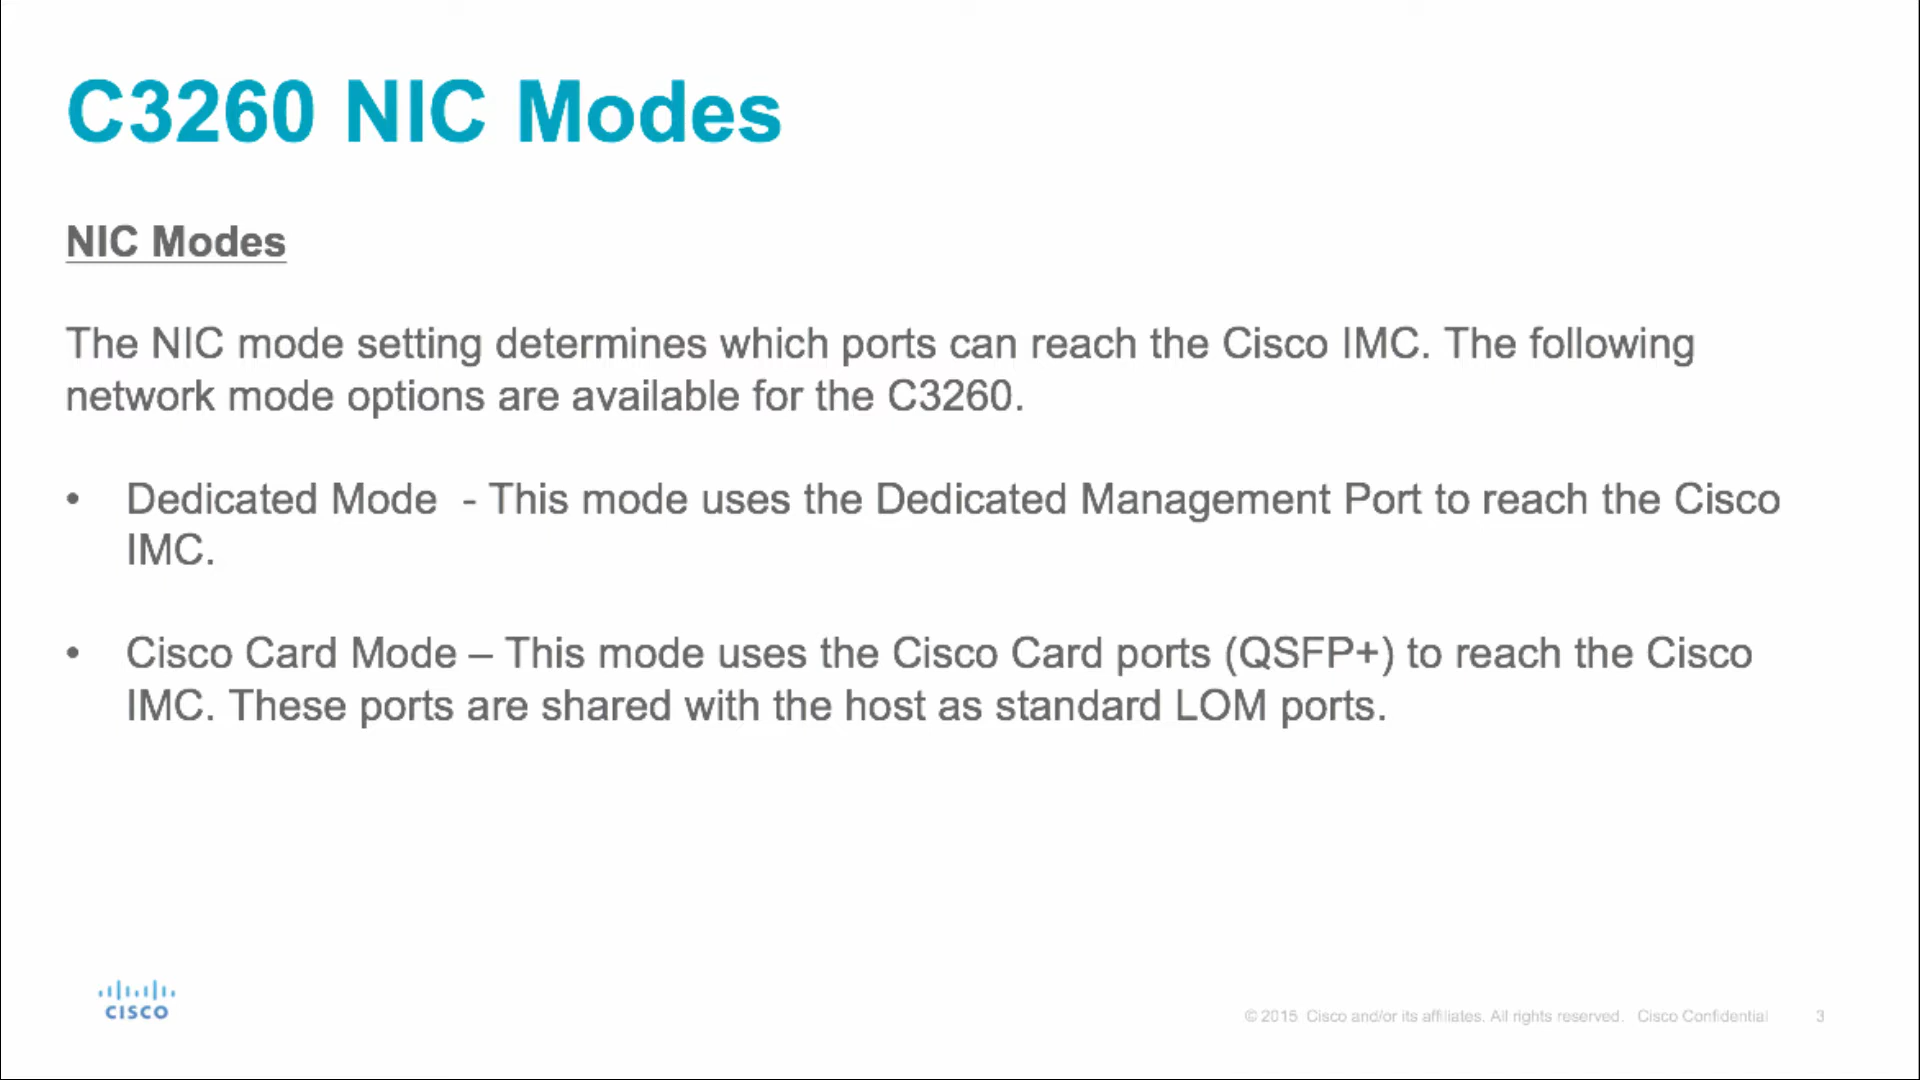 C3260 NIC Modes
NIC Modes
The NIC mode setting determines which ports can reach the Cisco IMC. The following
network mode options are available for the C3260.
• Dedicated Mode  - This mode uses the Dedicated Management Port to reach the Cisco
IMC.
• Cisco Card Mode – This mode uses the Cisco Card ports (QSFP+) to reach the Cisco
IMC. These ports are shared with the host as standard LOM ports.
CISCO
© 2015  Cisco and/or its affiliates. All rights reserved.   Cisco Confidential 3